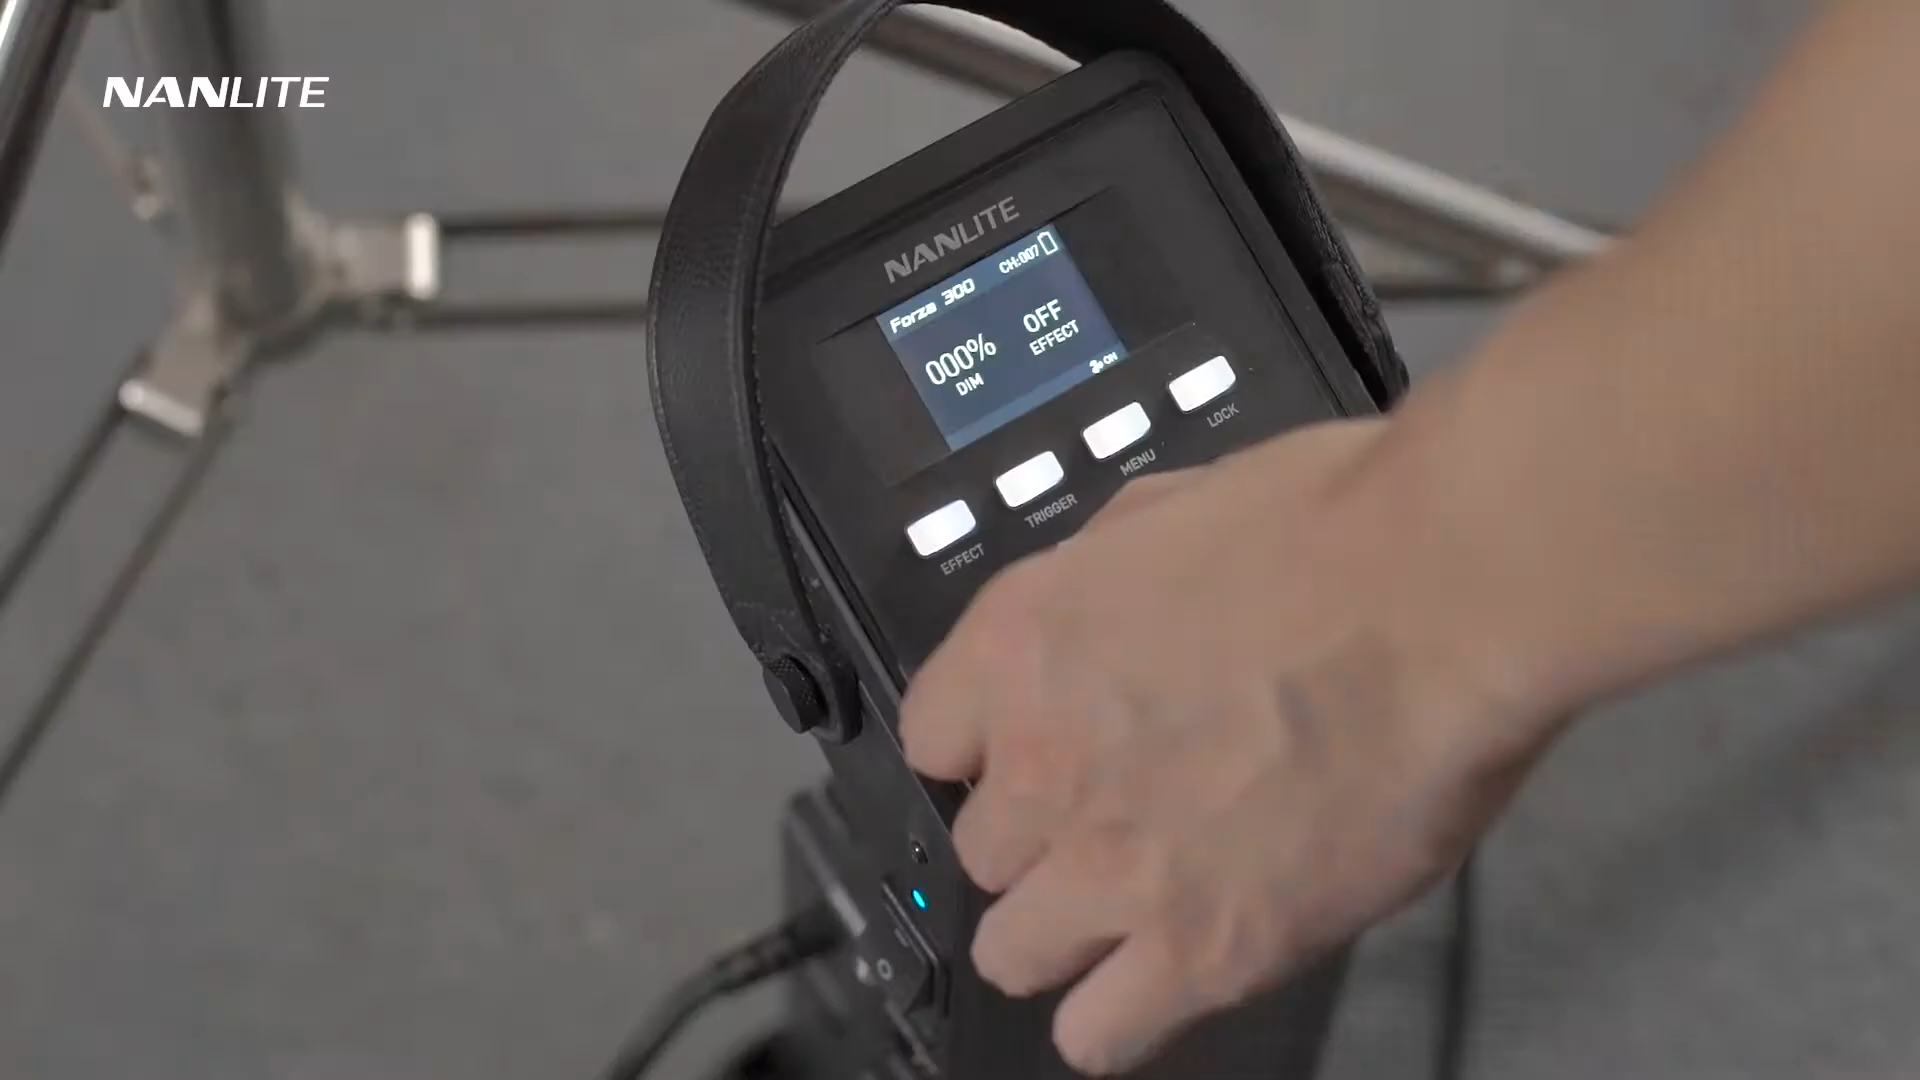 NANLITE
NANLITE
Forza 300 CH:007
000% OFF
DIM EFFECT
ON
EFFECT TRIGGER MENU LOCK
O